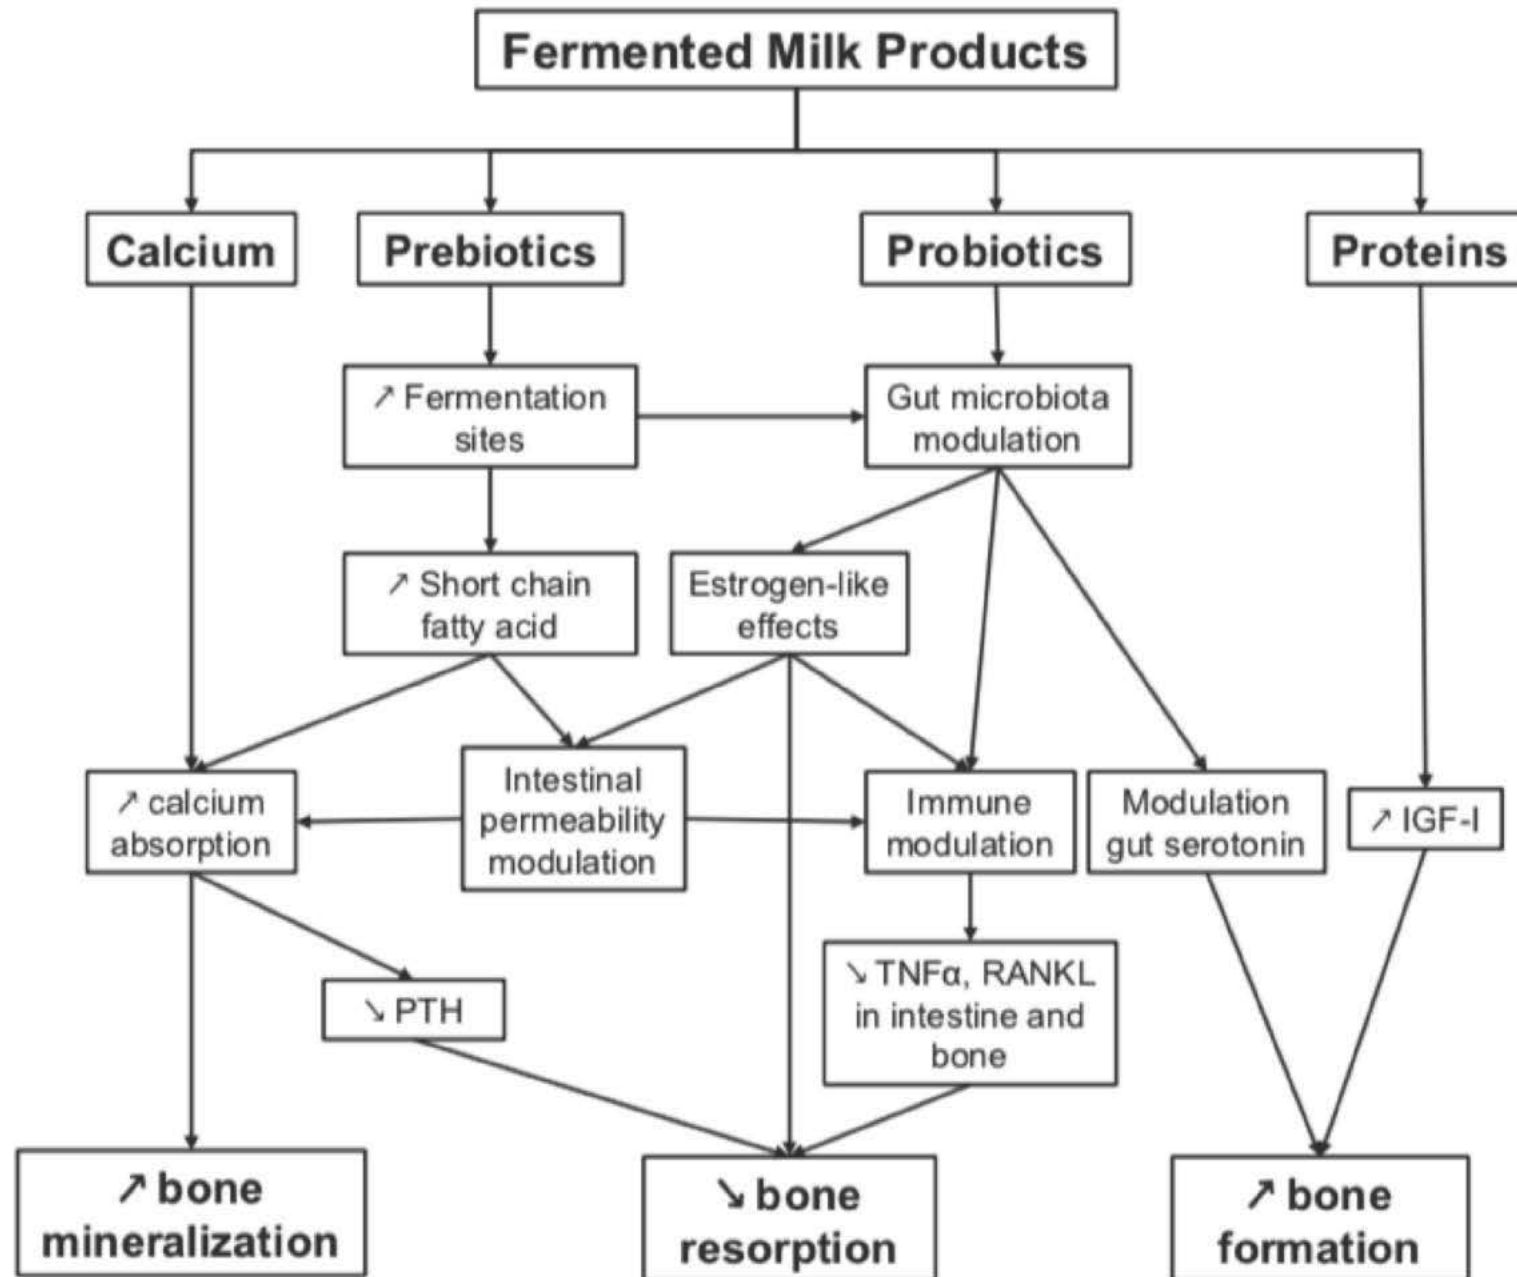 Fermented Milk Products
Calcium
Prebiotics
Probiotics
Proteins
↗ Fermentation
sites
Gut microbiota
modulation
↗ Short chain
fatty acid
Estrogen-like
effects
↗ calcium
absorption
Intestinal
permeability
modulation
Immune
modulation
Modulation
gut serotonin
↗ IGF-I
↘ PTH
↘ TNFα, RANKL
in intestine and
bone
↗ bone
mineralization
↘ bone
resorption
↗ bone
formation